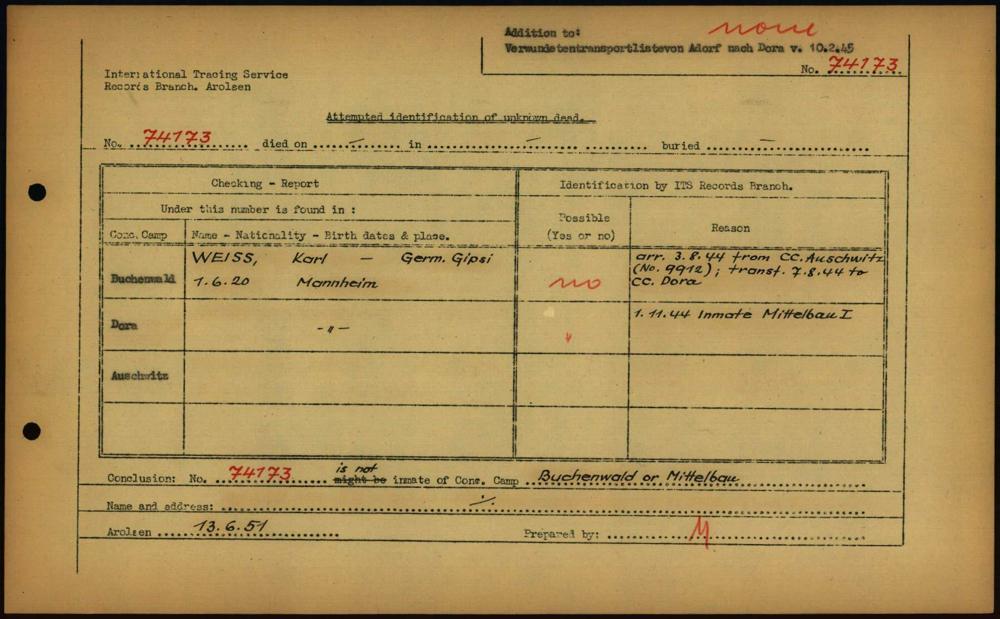 none
Addition to:
Verwundetentransportlistevon Adorf nach Dora v. 10.2.45
No. 74173
International Tracing Service
Records Branch. Arolsen
Attempted identification of unknown dead.
No. 74173 died on ..... - ..... in ..... - ..... buried ..... - .....
Checking - Report
Identification by ITS Records Branch.
Under this number is found in :
Conc. Camp
Name - Nationality - Birth dates & place.
Possible
(Yes or no)
Reason
Buchenwald
WEISS, Karl — Germ. Gipsi
1.6.20 Mannheim
no
arr. 3.8.44 from CC. Auschwitz
(No. 9912); transf. 7.8.44 to
CC. Dora
Dora
-"-
"
1.11.44 Inmate Mittelbau I
Auschwitz
is not
Conclusion: No. 74173 might be inmate of Conc. Camp Buchenwald or Mittelbau
Name and address: ./.
Arolsen 13.6.51
Prepared by: